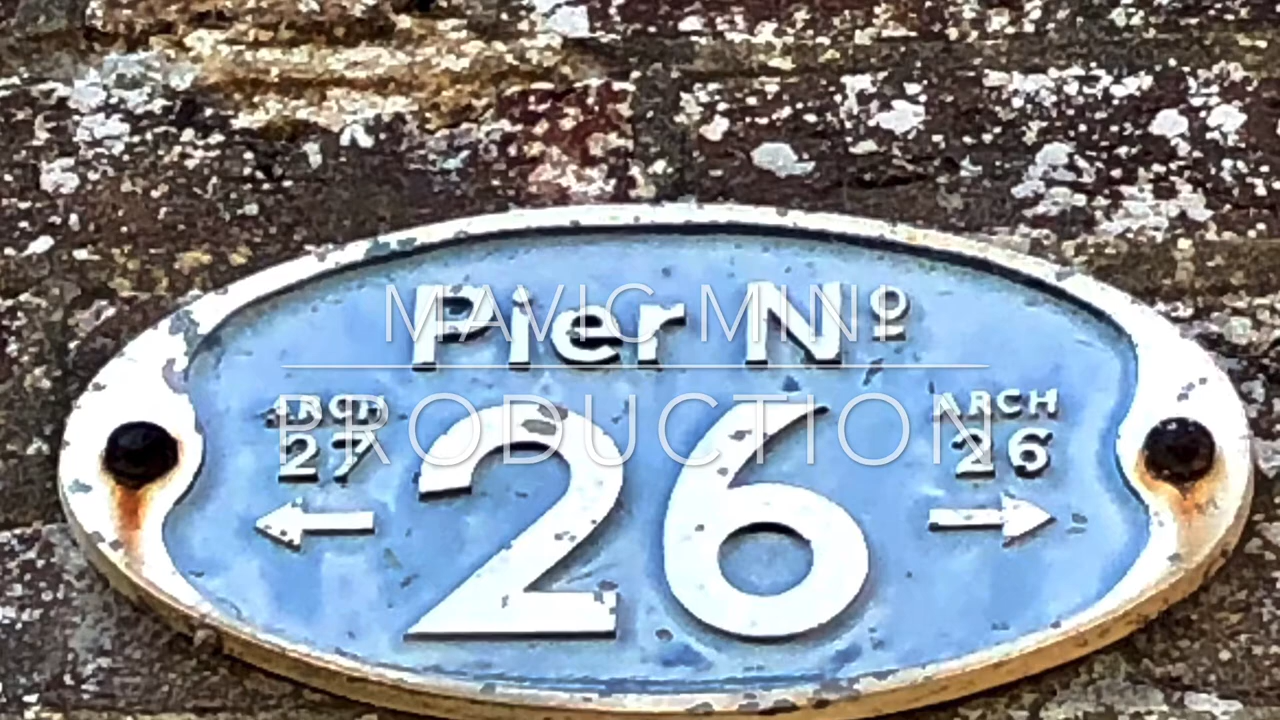 MAVIC MINI
PRODUCTION
Pier Nº
ARCH
27
26
ARCH
26